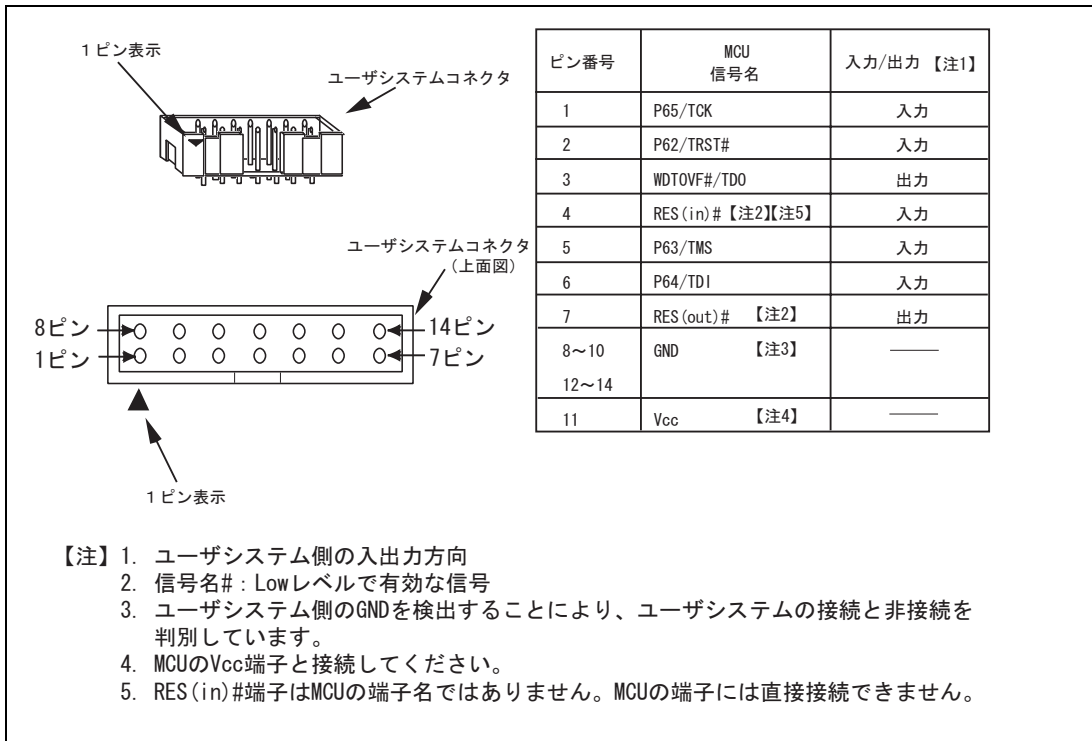 1ピン表示
ユーザシステムコネクタ
ユーザシステムコネクタ
(上面図)
8ピン
14ピン
1ピン
7ピン
1ピン表示
ピン番号
MCU
信号名
入力/出力 【注1】
1 P65/TCK 入力
2 P62/TRST# 入力
3 WDTOVF#/TDO 出力
4 RES(in)#【注2】【注5】 入力
5 P63/TMS 入力
6 P64/TDI 入力
7 RES(out)# 【注2】 出力
8～10 GND 【注3】
12～14
11 Vcc 【注4】
【注】1. ユーザシステム側の入出力方向
2. 信号名#：Lowレベルで有効な信号
3. ユーザシステム側のGNDを検出することにより、ユーザシステムの接続と非接続を
判別しています。
4. MCUのVcc端子と接続してください。
5. RES(in)#端子はMCUの端子名ではありません。MCUの端子には直接接続できません。